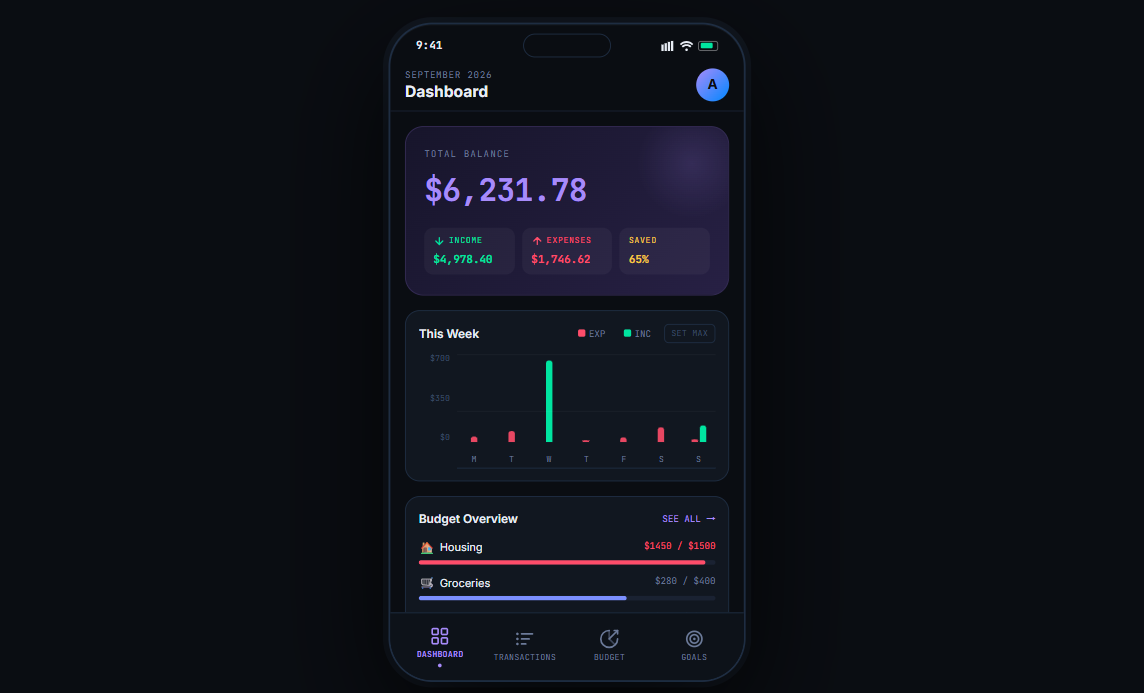 9:41
SEPTEMBER 2026
Dashboard
A
TOTAL BALANCE
$6,231.78
INCOME
$4,978.40
EXPENSES
$1,746.62
SAVED
65%
This Week
EXP
INC
SET MAX
$700
$350
$0
M T W T F S S
Budget Overview
SEE ALL →
Housing
$1450 / $1500
Groceries
$280 / $400
DASHBOARD
TRANSACTIONS
BUDGET
GOALS